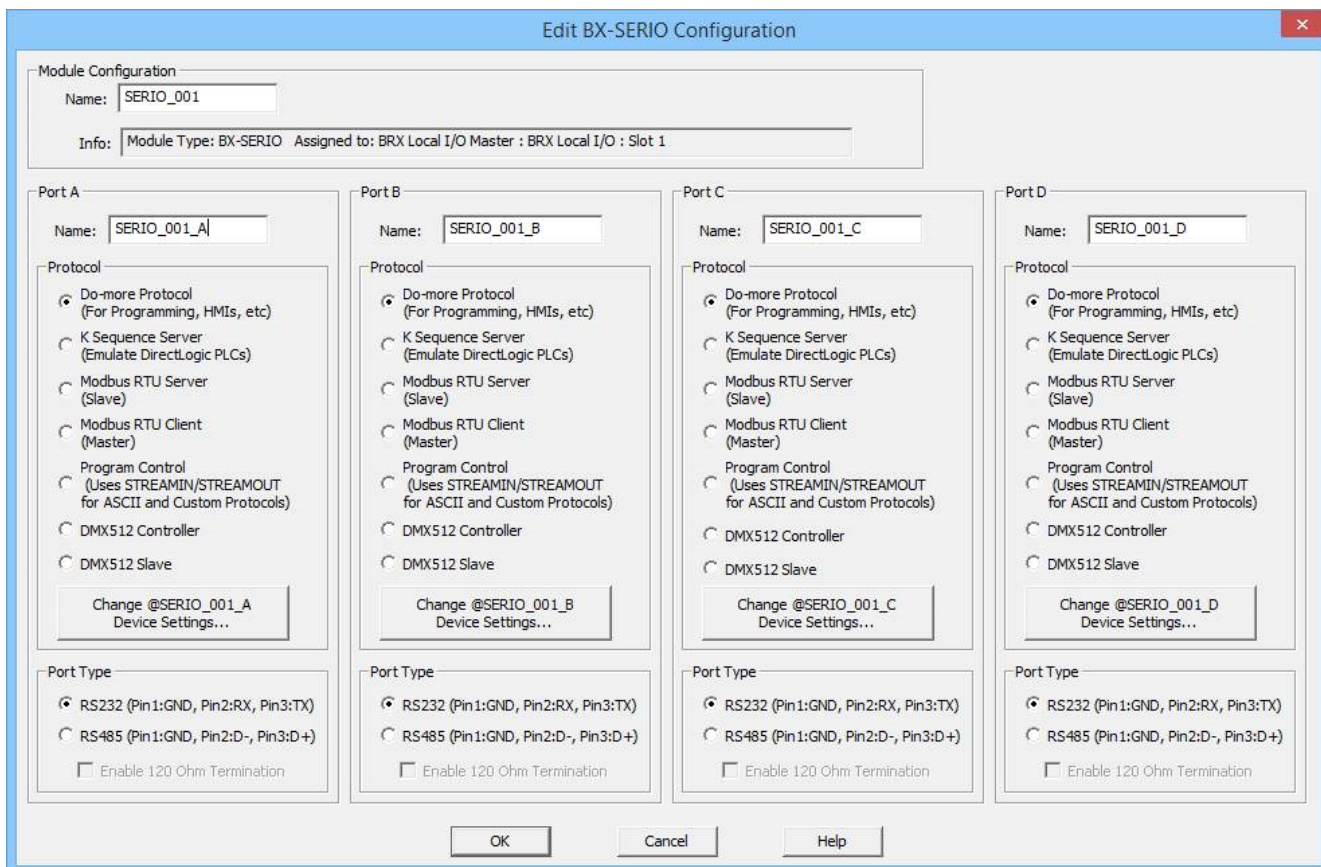 Edit BX-SERIO Configuration
Module Configuration
Name: SERIO_001
Info: Module Type: BX-SERIO Assigned to: BRX Local I/O Master : BRX Local I/O : Slot 1
Port A
Name: SERIO_001_A
Protocol
Do-more Protocol
(For Programming, HMIs, etc)
K Sequence Server
(Emulate DirectLogic PLCs)
Modbus RTU Server
(Slave)
Modbus RTU Client
(Master)
Program Control
(Uses STREAMIN/STREAMOUT
for ASCII and Custom Protocols)
DMX512 Controller
DMX512 Slave
Change @SERIO_001_A
Device Settings...
Port Type
RS232 (Pin1:GND, Pin2:RX, Pin3:TX)
RS485 (Pin1:GND, Pin2:D-, Pin3:D+)
Enable 120 Ohm Termination
Port B
Name: SERIO_001_B
Protocol
Do-more Protocol
(For Programming, HMIs, etc)
K Sequence Server
(Emulate DirectLogic PLCs)
Modbus RTU Server
(Slave)
Modbus RTU Client
(Master)
Program Control
(Uses STREAMIN/STREAMOUT
for ASCII and Custom Protocols)
DMX512 Controller
DMX512 Slave
Change @SERIO_001_B
Device Settings...
Port Type
RS232 (Pin1:GND, Pin2:RX, Pin3:TX)
RS485 (Pin1:GND, Pin2:D-, Pin3:D+)
Enable 120 Ohm Termination
Port C
Name: SERIO_001_C
Protocol
Do-more Protocol
(For Programming, HMIs, etc)
K Sequence Server
(Emulate DirectLogic PLCs)
Modbus RTU Server
(Slave)
Modbus RTU Client
(Master)
Program Control
(Uses STREAMIN/STREAMOUT
for ASCII and Custom Protocols)
DMX512 Controller
DMX512 Slave
Change @SERIO_001_C
Device Settings...
Port Type
RS232 (Pin1:GND, Pin2:RX, Pin3:TX)
RS485 (Pin1:GND, Pin2:D-, Pin3:D+)
Enable 120 Ohm Termination
Port D
Name: SERIO_001_D
Protocol
Do-more Protocol
(For Programming, HMIs, etc)
K Sequence Server
(Emulate DirectLogic PLCs)
Modbus RTU Server
(Slave)
Modbus RTU Client
(Master)
Program Control
(Uses STREAMIN/STREAMOUT
for ASCII and Custom Protocols)
DMX512 Controller
DMX512 Slave
Change @SERIO_001_D
Device Settings...
Port Type
RS232 (Pin1:GND, Pin2:RX, Pin3:TX)
RS485 (Pin1:GND, Pin2:D-, Pin3:D+)
Enable 120 Ohm Termination
OK Cancel Help